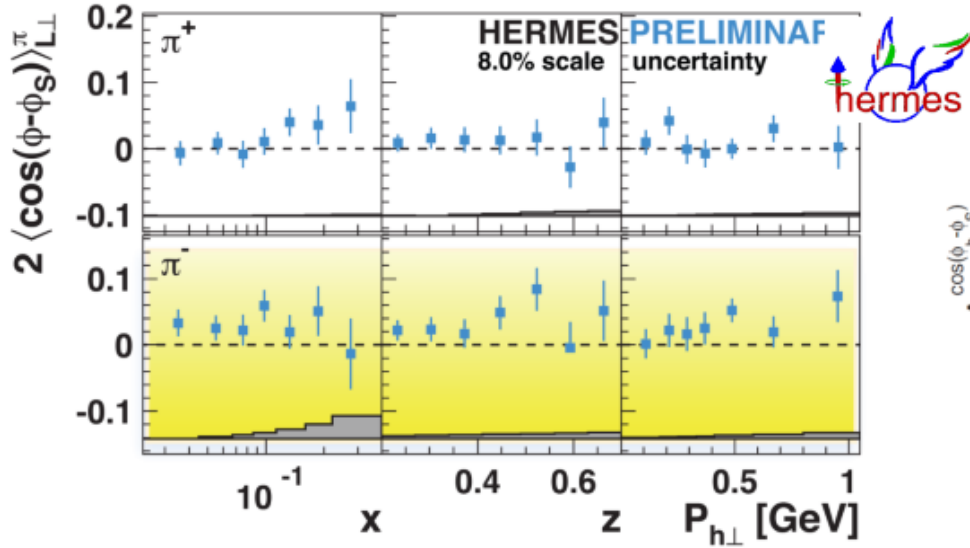 2 ⟨cos(ϕ-ϕS)⟩πL⊥
0.2
0.1
0
-0.1
π+
HERMES PRELIMINAR
8.0% scale uncertainty
hermes
0.1
0
-0.1
π-
10-1
x
0.4
0.6
z
0.5
1
Ph⊥ [GeV]